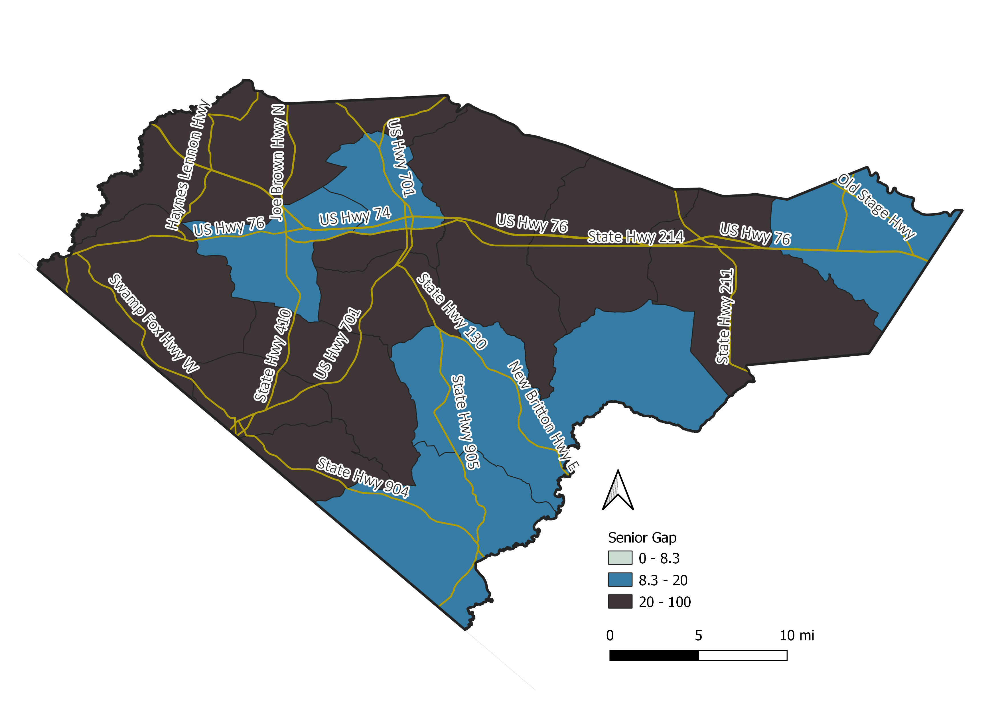 Haynes Lennon Hwy
Joe Brown Hwy N
US Hwy 701
Old Stage Hwy
US Hwy 76
US Hwy 74
US Hwy 76
State Hwy 214
US Hwy 76
Swamp Fox Hwy W
State Hwy 410
US Hwy 701
State Hwy 130
State Hwy 211
New Britton Hwy E
State Hwy 905
State Hwy 904
Senior Gap
0 - 8.3
8.3 - 20
20 - 100
0 5 10 mi